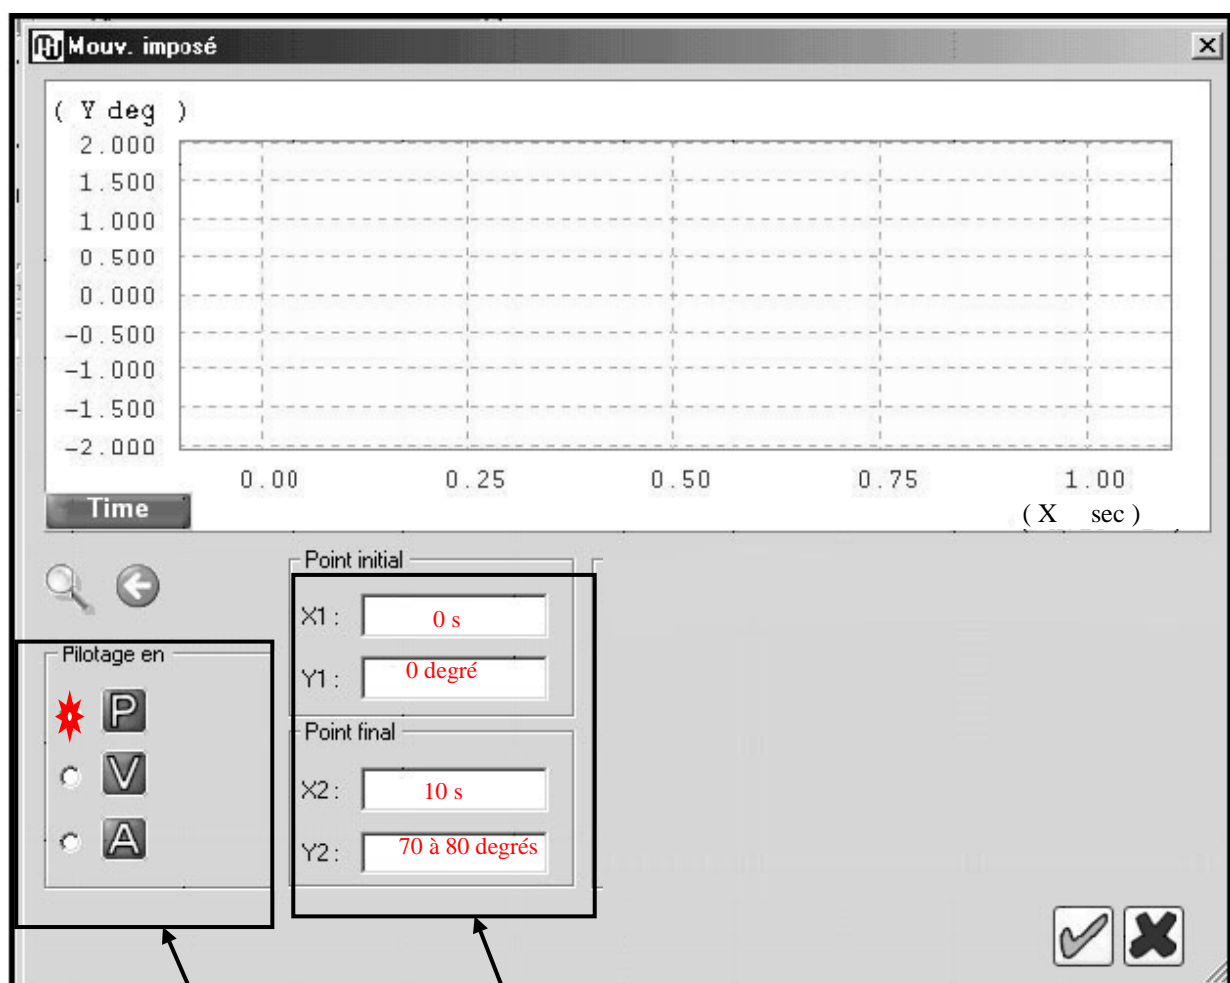 Mouv. imposé
( Y deg )
2.000
1.500
1.000
0.500
0.000
-0.500
-1.000
-1.500
-2.000
0.00 0.25 0.50 0.75 1.00
Time
( X sec )
Point initial
X1 : 0 s
Y1 : 0 degré
Pilotage en
P
V
A
Point final
X2 : 10 s
Y2 : 70 à 80 degrés